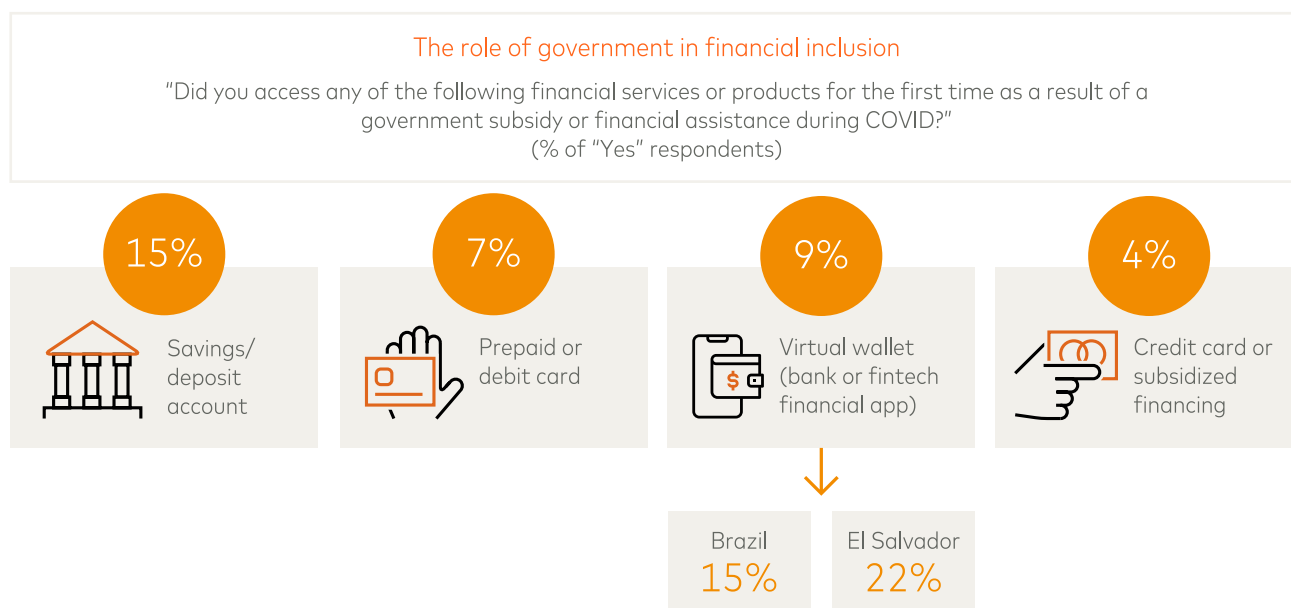 The role of government in financial inclusion
"Did you access any of the following financial services or products for the first time as a result of a
government subsidy or financial assistance during COVID?"
(% of "Yes" respondents)
15%
Savings/
deposit
account
7%
Prepaid or
debit card
9%
Virtual wallet
(bank or fintech
financial app)
$
4%
Credit card or
subsidized
financing
Brazil
15%
El Salvador
22%